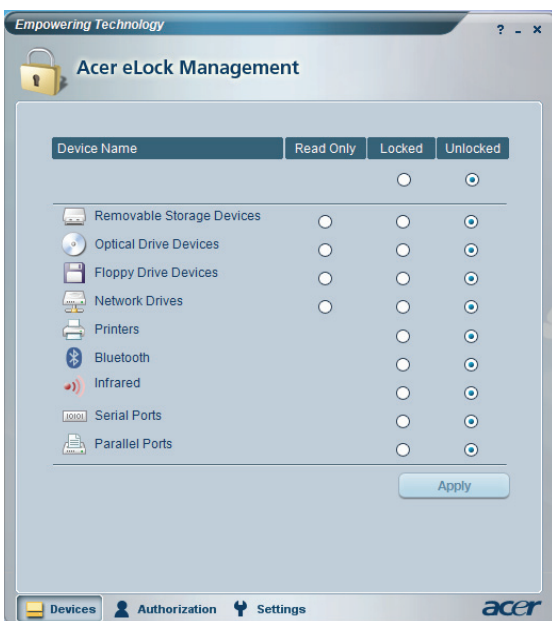 Empowering Technology ? - x
Acer eLock Management
Device Name Read Only Locked Unlocked
Removable Storage Devices
Optical Drive Devices
Floppy Drive Devices
Network Drives
Printers
Bluetooth
Infrared
10101 Serial Ports
Parallel Ports
Apply
Devices Authorization Settings acer